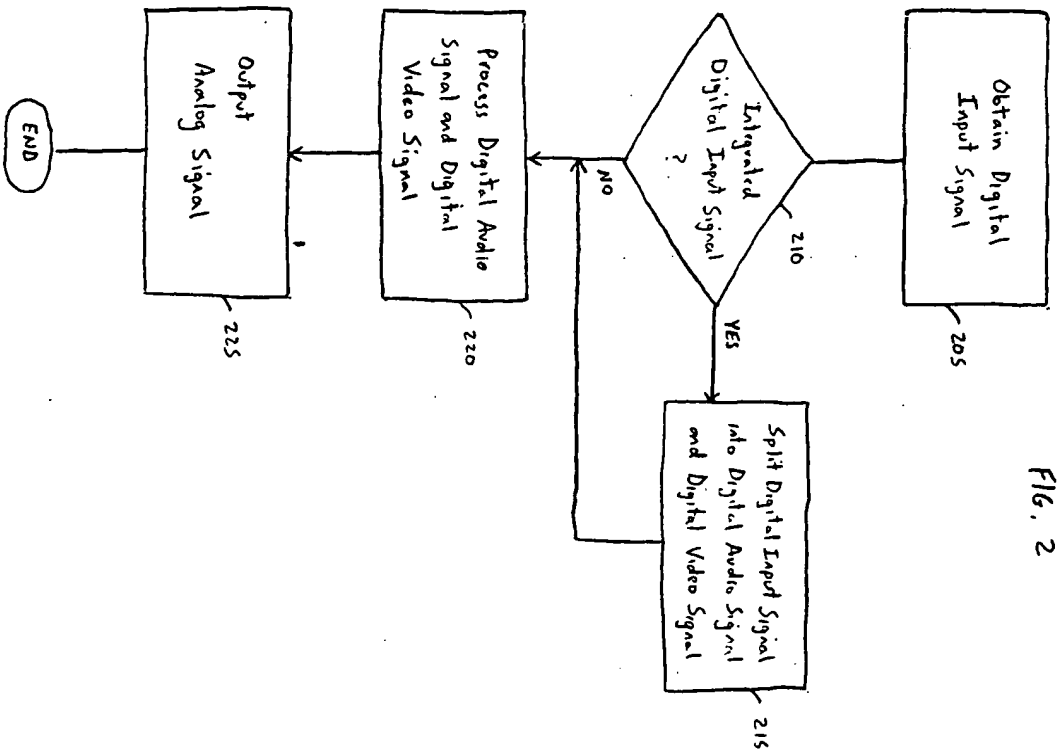 FIG. 2
Obtain Digital
Input Signal
205
Integrated
Digital Input Signal
?
210
YES
NO
Split Digital Input Signal
into Digital Audio Signal
and Digital Video Signal
215
Process Digital Audio
Signal and Digital
Video Signal
220
Output
Analog Signal
225
END